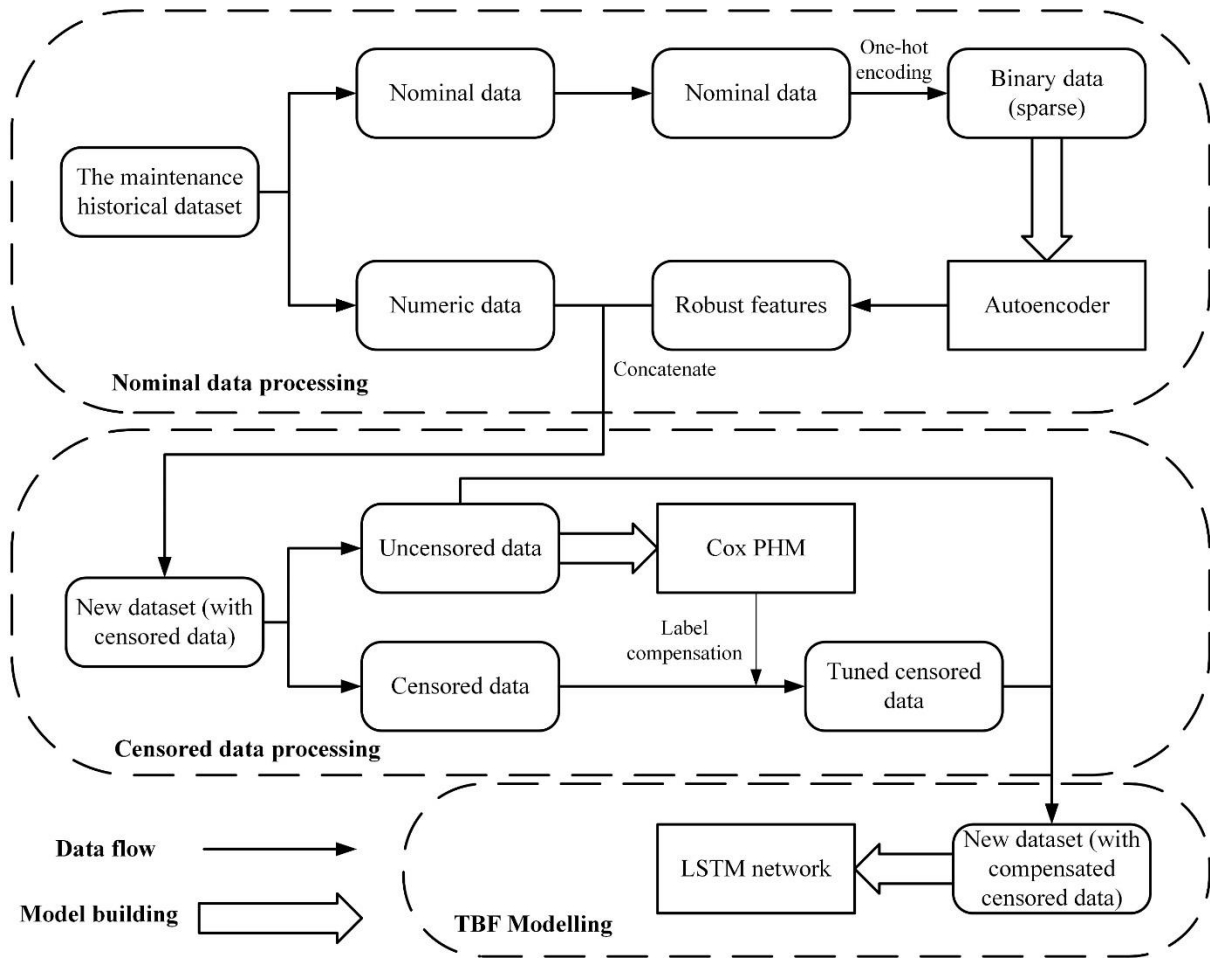 One-hot
encoding
Nominal data
Nominal data
Binary data
(sparse)
The maintenance
historical dataset
Numeric data
Robust features
Autoencoder
Concatenate
Nominal data processing
Uncensored data
Cox PHM
New dataset (with
censored data)
Label
compensation
Censored data
Tuned censored
data
Censored data processing
Data flow
Model building
LSTM network
New dataset (with
compensated
censored data)
TBF Modelling